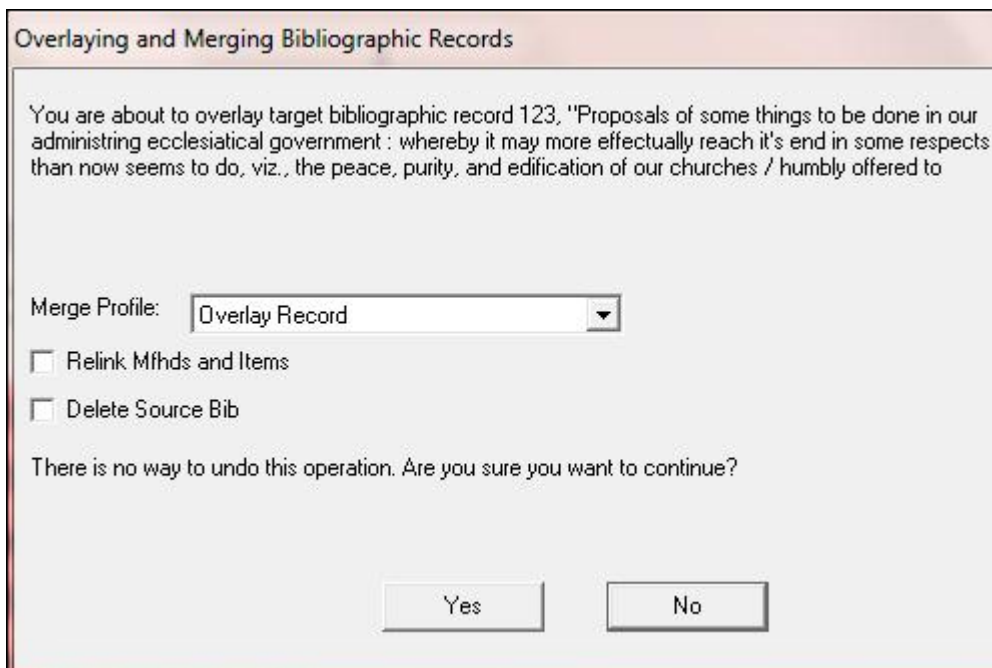 Overlaying and Merging Bibliographic Records
You are about to overlay target bibliographic record 123, "Proposals of some things to be done in our
administring ecclesiatical government : whereby it may more effectually reach it's end in some respects
than now seems to do, viz., the peace, purity, and edification of our churches / humbly offered to
Merge Profile: Overlay Record
Relink Mfhds and Items
Delete Source Bib
There is no way to undo this operation. Are you sure you want to continue?
Yes No